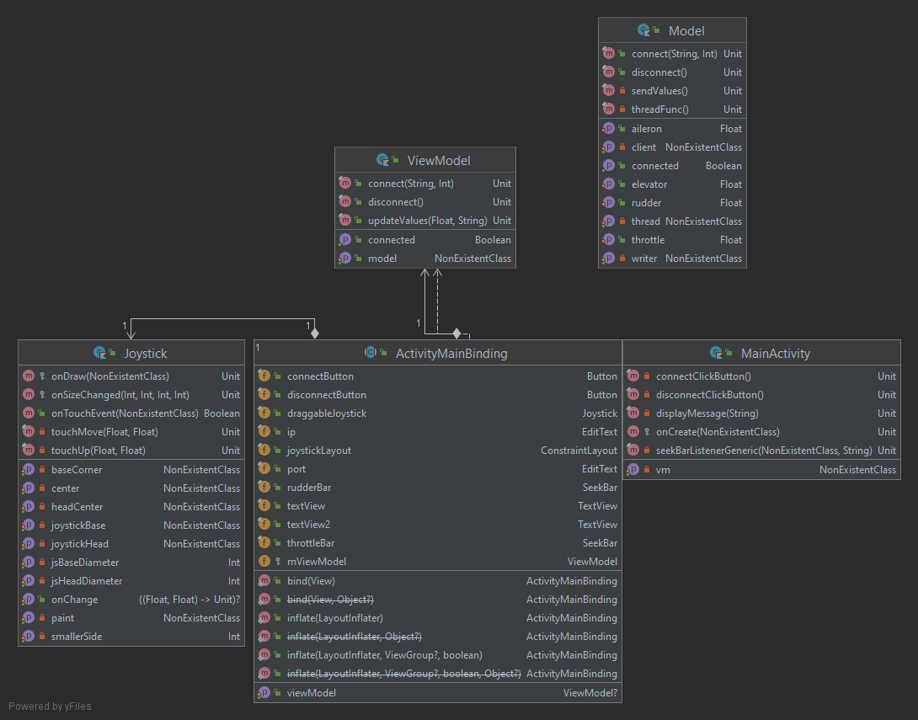 Model
connect(String, Int) Unit
disconnect() Unit
sendValues() Unit
threadFunc() Unit
aileron Float
client NonExistentClass
connected Boolean
elevator Float
rudder Float
thread NonExistentClass
throttle Float
writer NonExistentClass
ViewModel
connect(String, Int) Unit
disconnect() Unit
updateValues(Float, String) Unit
connected Boolean
model NonExistentClass
1
1
1
Joystick
onDraw(NonExistentClass) Unit
onSizeChanged(Int, Int, Int, Int) Unit
onTouchEvent(NonExistentClass) Boolean
touchMove(Float, Float) Unit
touchUp(Float, Float) Unit
baseCorner NonExistentClass
center NonExistentClass
headCenter NonExistentClass
joystickBase NonExistentClass
joystickHead NonExistentClass
jsBaseDiameter Int
jsHeadDiameter Int
onChange ((Float, Float) -> Unit)?
paint NonExistentClass
smallerSide Int
1
ActivityMainBinding
connectButton Button
disconnectButton Button
draggableJoystick Joystick
ip EditText
joystickLayout ConstraintLayout
port EditText
rudderBar SeekBar
textView TextView
textView2 TextView
throttleBar SeekBar
mViewModel ViewModel
bind(View) ActivityMainBinding
bind(View, Object?) ActivityMainBinding
inflate(LayoutInflater) ActivityMainBinding
inflate(LayoutInflater, Object?) ActivityMainBinding
inflate(LayoutInflater, ViewGroup?, boolean) ActivityMainBinding
inflate(LayoutInflater, ViewGroup?, boolean, Object?) ActivityMainBinding
viewModel ViewModel?
MainActivity
connectClickButton() Unit
disconnectClickButton() Unit
displayMessage(String) Unit
onCreate(NonExistentClass) Unit
seekBarListenerGeneric(NonExistentClass, String) Unit
vm NonExistentClass
Powered by yFiles